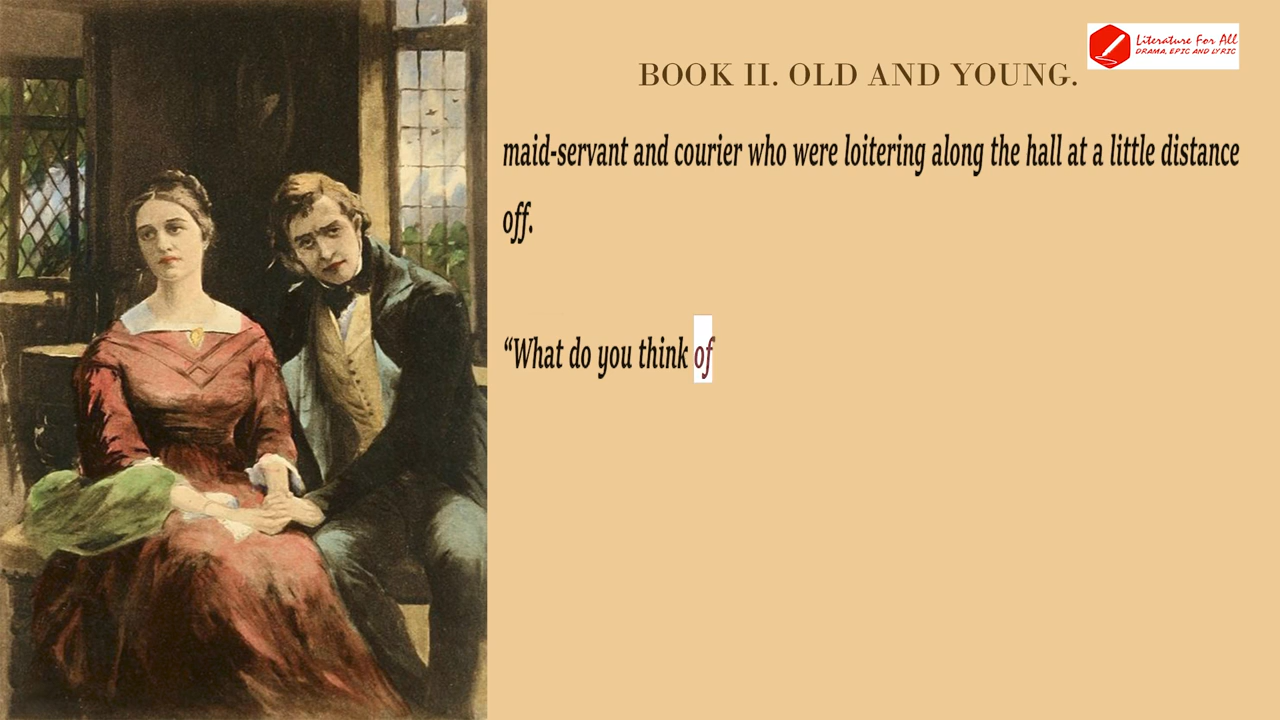 Literature For All
DRAMA, EPIC AND LYRIC
BOOK II. OLD AND YOUNG.
maid-servant and courier who were loitering along the hall at a little distance
off.
“What do you think of